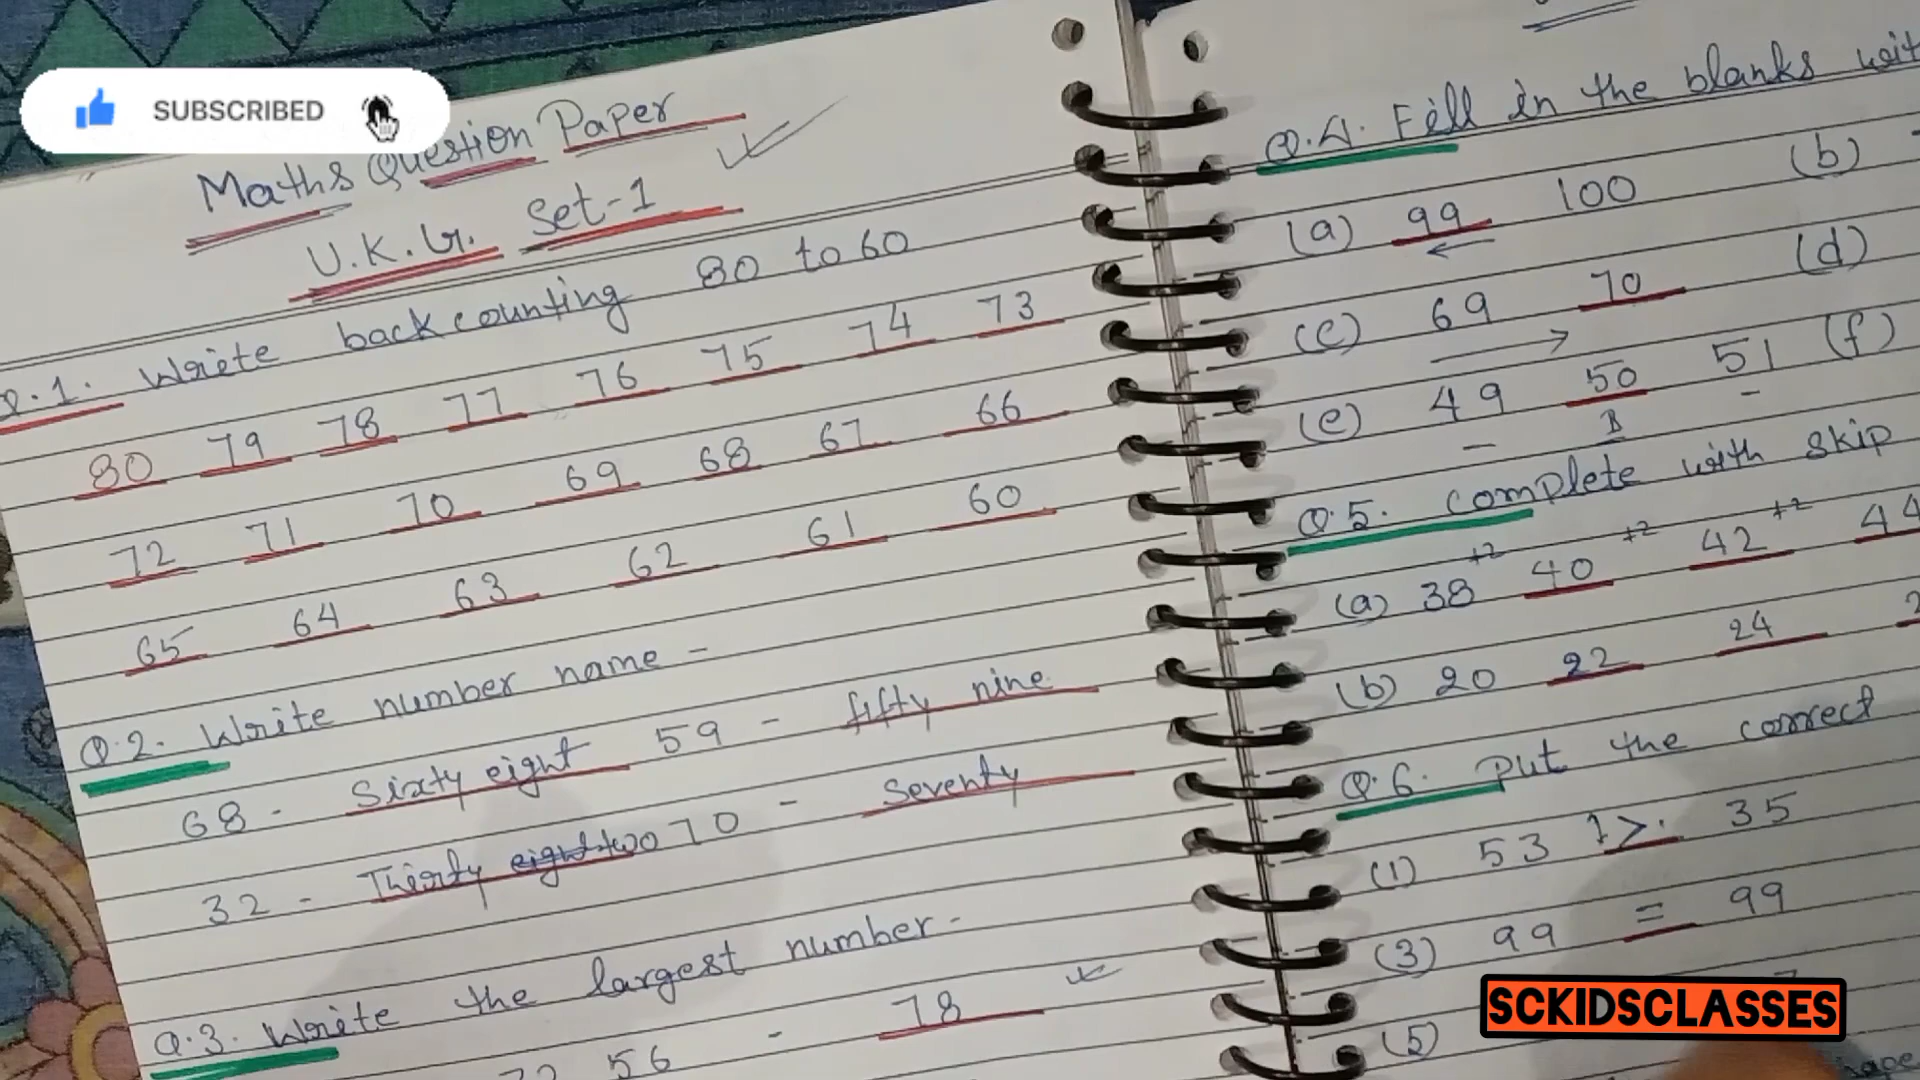 SUBSCRIBED
Maths Question Paper
U.K.G. Set-1
Q.1. Write back counting 80 to 60
80 79 78 77 76 75 74 73
72 71 70 69 68 67 66
65 64 63 62 61 60
Q.2. Write number name -
68 - Sixty eight 59 - fifty nine
32 - Thirty two 70 - Seventy
Q.3. Write the largest number -
56 - 78
Q.4. Fill in the blanks
(a) 99 100 (b)
(c) 69 70 (d)
(e) 49 50 51 (f)
B
Q.5. Complete with skip
+2 +2 +2
(a) 38 40 42 44
(b) 20 22 24
Q.6. Put the correct
(1) 53 > 35
(3) 99 = 99
(5)
SCKIDSCLASSES